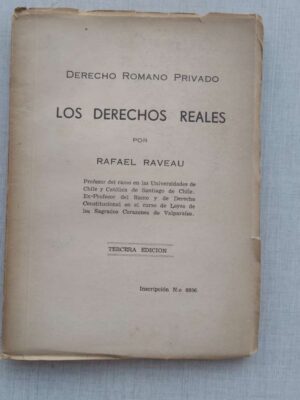 DERECHO ROMANO PRIVADO
LOS DERECHOS REALES
POR
RAFAEL RAVEAU
Profesor del ramo en las Universidades de
Chile y Católica de Santiago de Chile.
Ex-Profesor del Ramo y de Derecho
Constitucional en el curso de Leyes de
los Sagrados Corazones de Valparaíso.
TERCERA EDICION
Inscripción N.o 6806